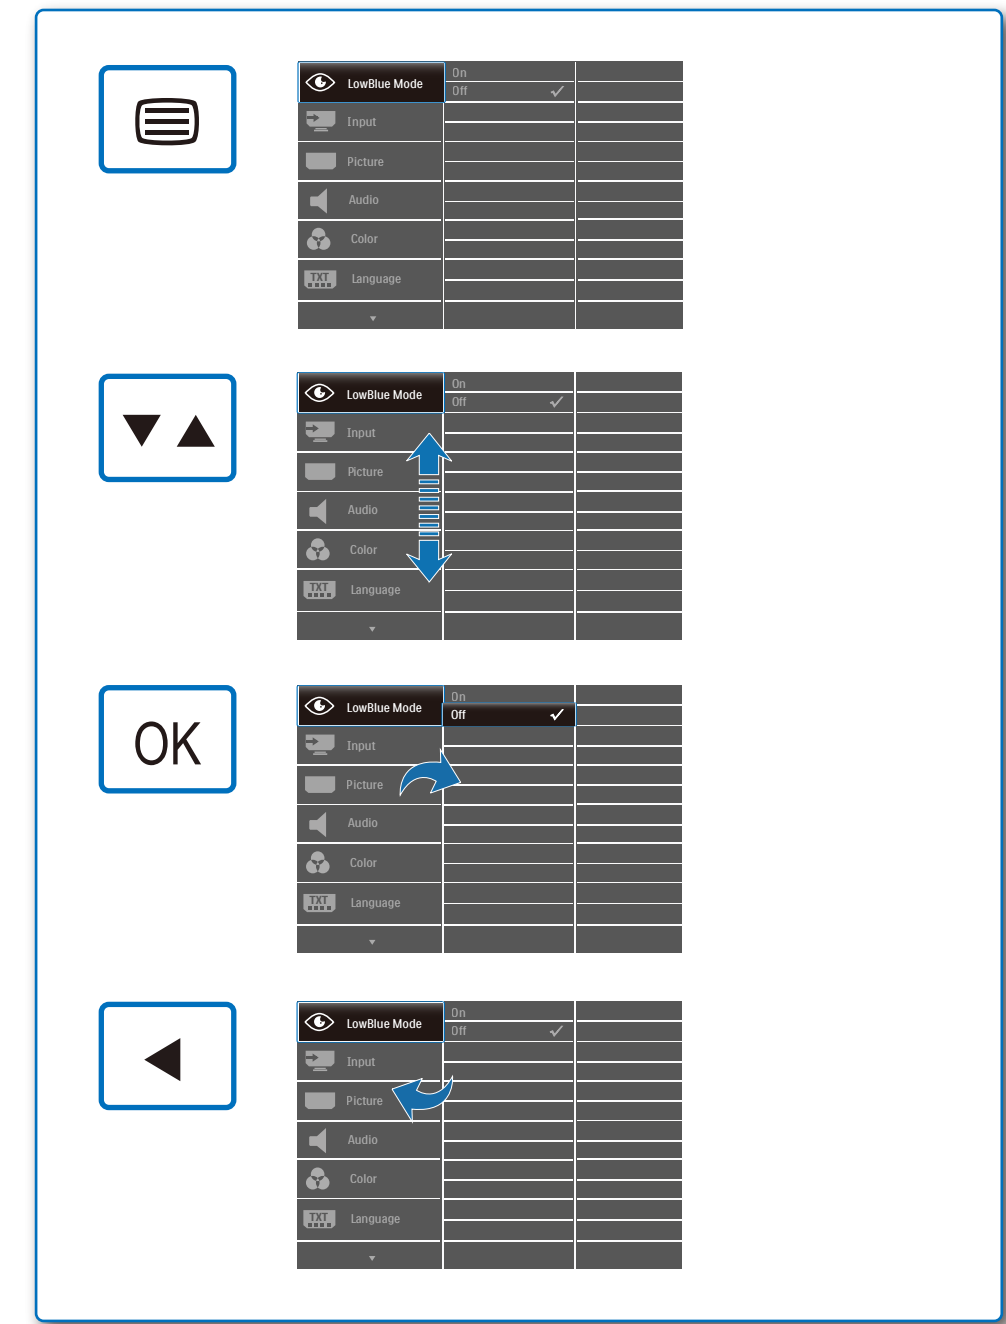 LowBlue Mode
On
Off
Input
Picture
Audio
Color
TXT
Language
LowBlue Mode
On
Off
Input
Picture
Audio
Color
TXT
Language
OK
LowBlue Mode
On
Off
Input
Picture
Audio
Color
TXT
Language
LowBlue Mode
On
Off
Input
Picture
Audio
Color
TXT
Language